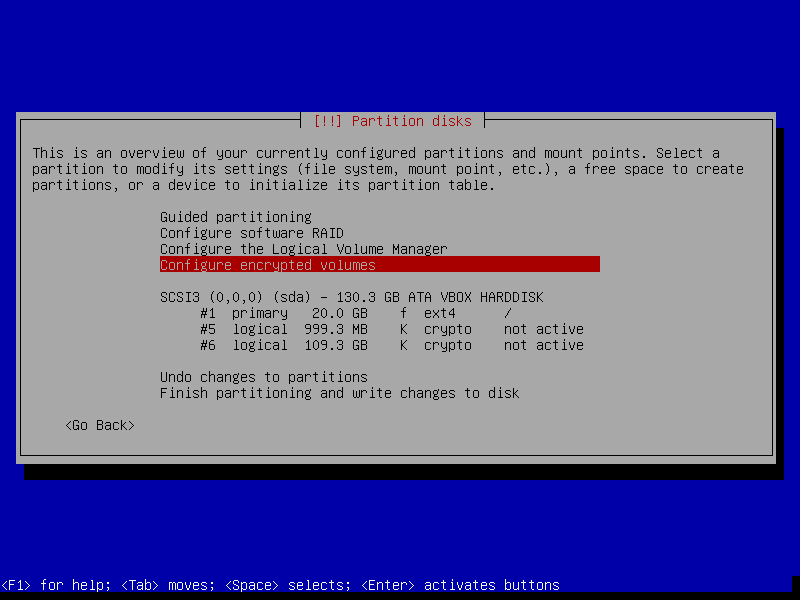 [!!] Partition disks
This is an overview of your currently configured partitions and mount points. Select a
partition to modify its settings (file system, mount point, etc.), a free space to create
partitions, or a device to initialize its partition table.
Guided partitioning
Configure software RAID
Configure the Logical Volume Manager
Configure encrypted volumes
SCSI3 (0,0,0) (sda) - 130.3 GB ATA VBOX HARDDISK
#1 primary 20.0 GB f ext4 /
#5 logical 999.3 MB K crypto not active
#6 logical 109.3 GB K crypto not active
Undo changes to partitions
Finish partitioning and write changes to disk
<Go Back>
<F1> for help; <Tab> moves; <Space> selects; <Enter> activates buttons